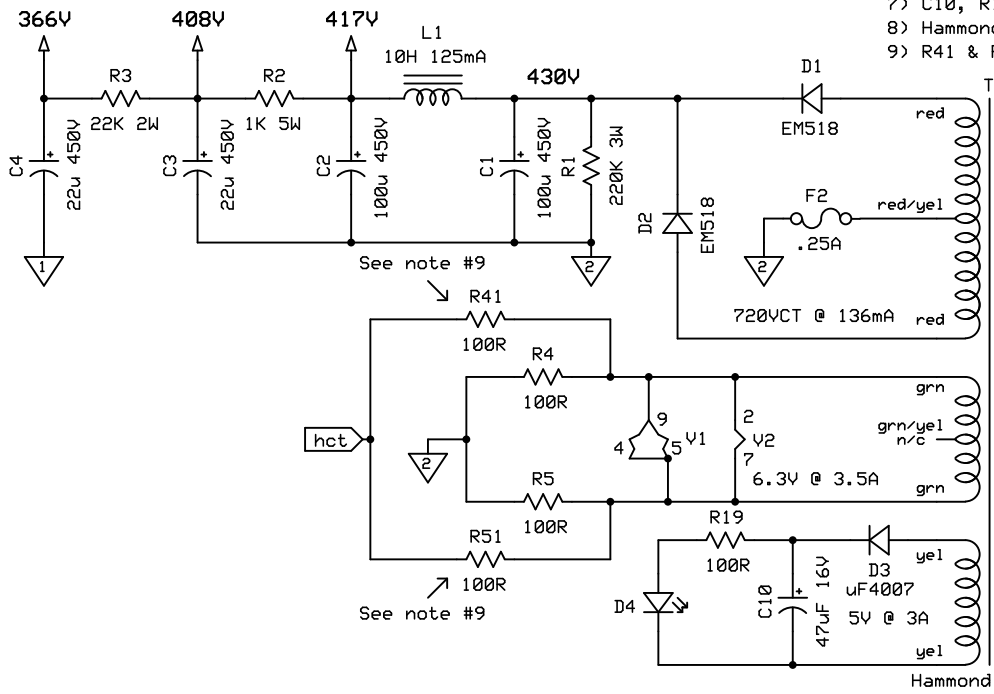 7) C10, R1
8) Hammond
9) R41 & R
366V
408V
417V
L1
10H 125mA
430V
D1
EM518
T
red
R3
22K 2W
R2
1K 5W
C4
22u 450V
C3
22u 450V
C2
100u 450V
C1
100u 450V
R1
220K 3W
D2
EM518
F2
.25A
red/yel
1
2
2
720VCT @ 136mA
red
See note #9
R41
100R
R4
100R
grn
grn/yel
n/c
hct
2
9
4
5
V1
2
V2
7
6.3V @ 3.5A
grn
R5
100R
R51
100R
See note #9
R19
100R
D3
uF4007
yel
D4
C10
47uF 16V
5V @ 3A
yel
Hammond